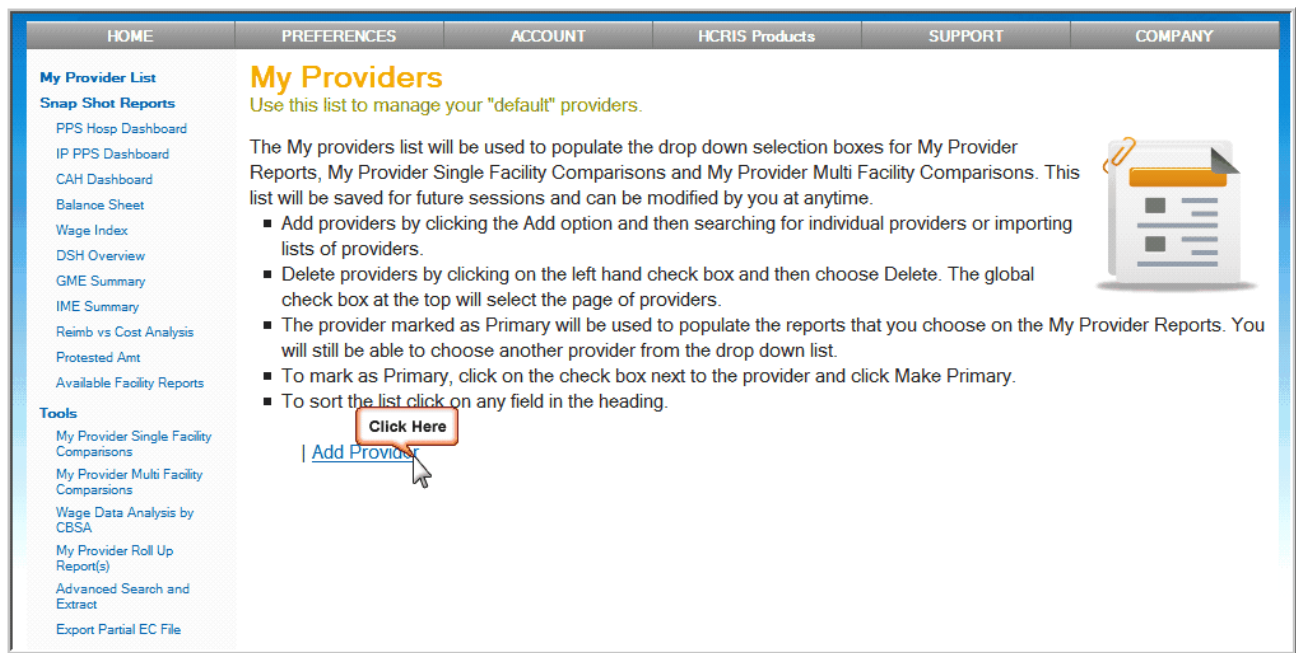 HOME PREFERENCES ACCOUNT HCRIS Products SUPPORT COMPANY
My Provider List
Snap Shot Reports
PPS Hosp Dashboard
IP PPS Dashboard
CAH Dashboard
Balance Sheet
Wage Index
DSH Overview
GME Summary
IME Summary
Reimb vs Cost Analysis
Protested Amt
Available Facility Reports
Tools
My Provider Single Facility
Comparisons
My Provider Multi Facility
Comparsions
Wage Data Analysis by
CBSA
My Provider Roll Up
Report(s)
Advanced Search and
Extract
Export Partial EC File
My Providers
Use this list to manage your "default" providers.
The My providers list will be used to populate the drop down selection boxes for My Provider
Reports, My Provider Single Facility Comparisons and My Provider Multi Facility Comparisons. This
list will be saved for future sessions and can be modified by you at anytime.
▪ Add providers by clicking the Add option and then searching for individual providers or importing
lists of providers.
▪ Delete providers by clicking on the left hand check box and then choose Delete. The global
check box at the top will select the page of providers.
▪ The provider marked as Primary will be used to populate the reports that you choose on the My Provider Reports. You
will still be able to choose another provider from the drop down list.
▪ To mark as Primary, click on the check box next to the provider and click Make Primary.
▪ To sort the list click on any field in the heading.
Click Here
| Add Provider